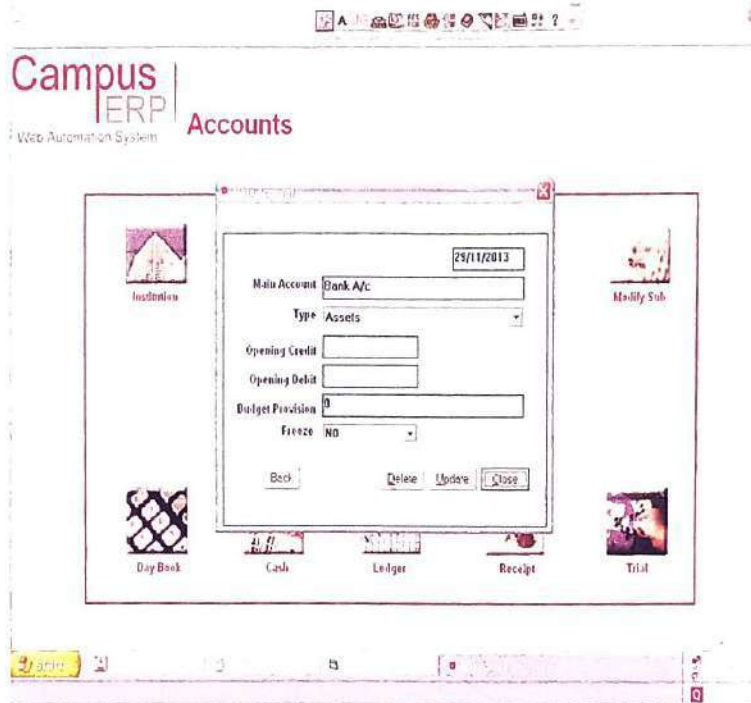 Campus
ERP
Web Automation System
Accounts
29/11/2013
Main Account Bank A/c
Type Assets
Opening Credit
Opening Debit
Budget Provision 0
Freeze NO
Back Delete Update Close
Institution
Modify Sub
Day Book Cash Ledger Receipt Trial
start